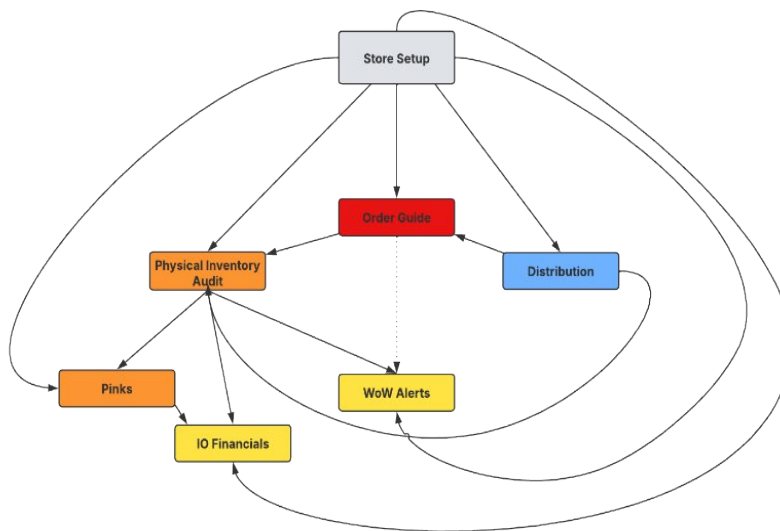 Store Setup
Order Guide
Physical Inventory
Audit
Distribution
Pinks
WoW Alerts
IO Financials